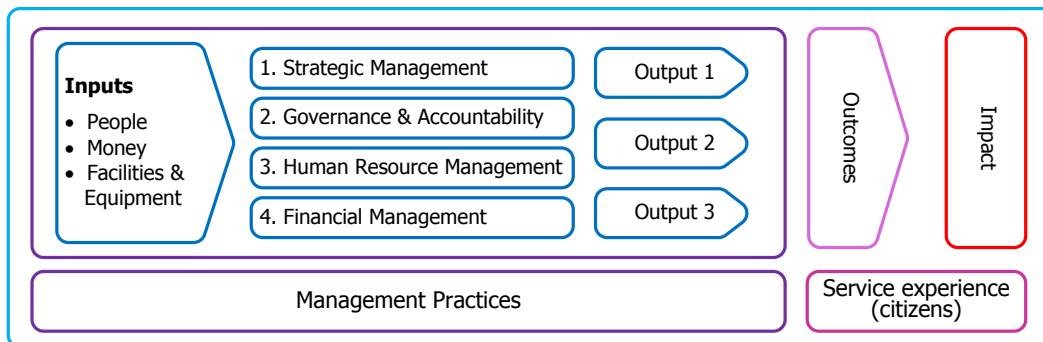 Inputs
• People
• Money
• Facilities &
Equipment
1. Strategic Management
2. Governance & Accountability
3. Human Resource Management
4. Financial Management
Output 1
Output 2
Output 3
Outcomes
Impact
Management Practices
Service experience
(citizens)